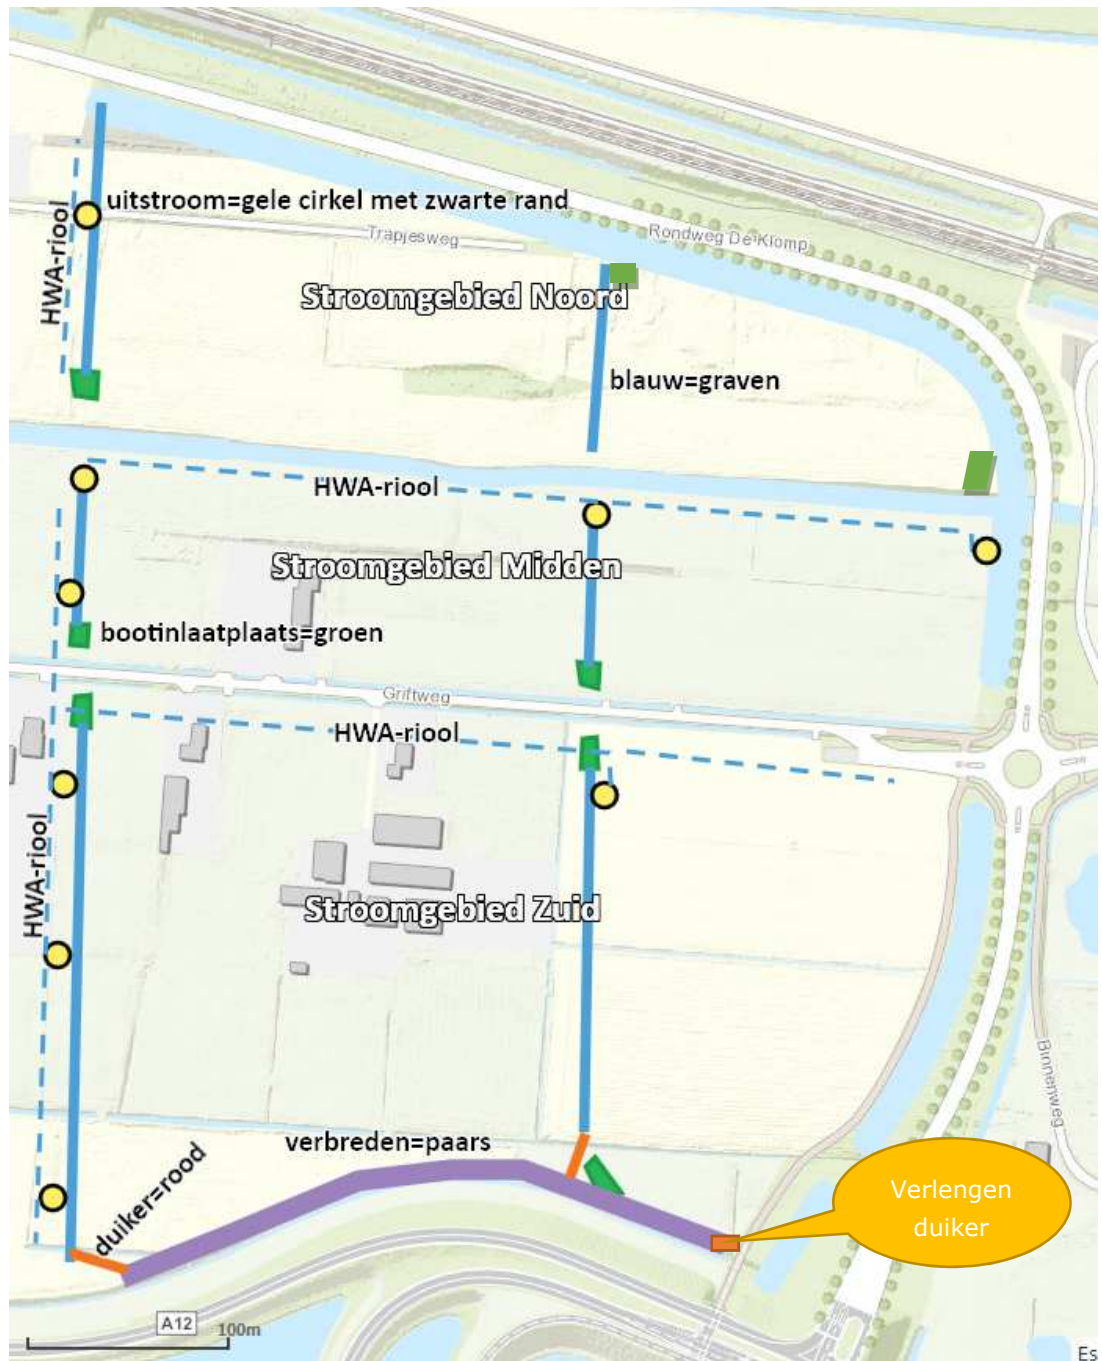 uitstroom=gele cirkel met zwarte rand
HWA-riool
Trapjesweg
Rondweg De Klomp
Stroomgebied Noord
blauw=graven
HWA-riool
Stroomgebied Midden
bootinlaatplaats=groen
Griftweg
HWA-riool
HWA-riool
Stroomgebied Zuid
Binnenweg
verbreden=paars
duiker=rood
Verlengen
duiker
A12
100m
Es